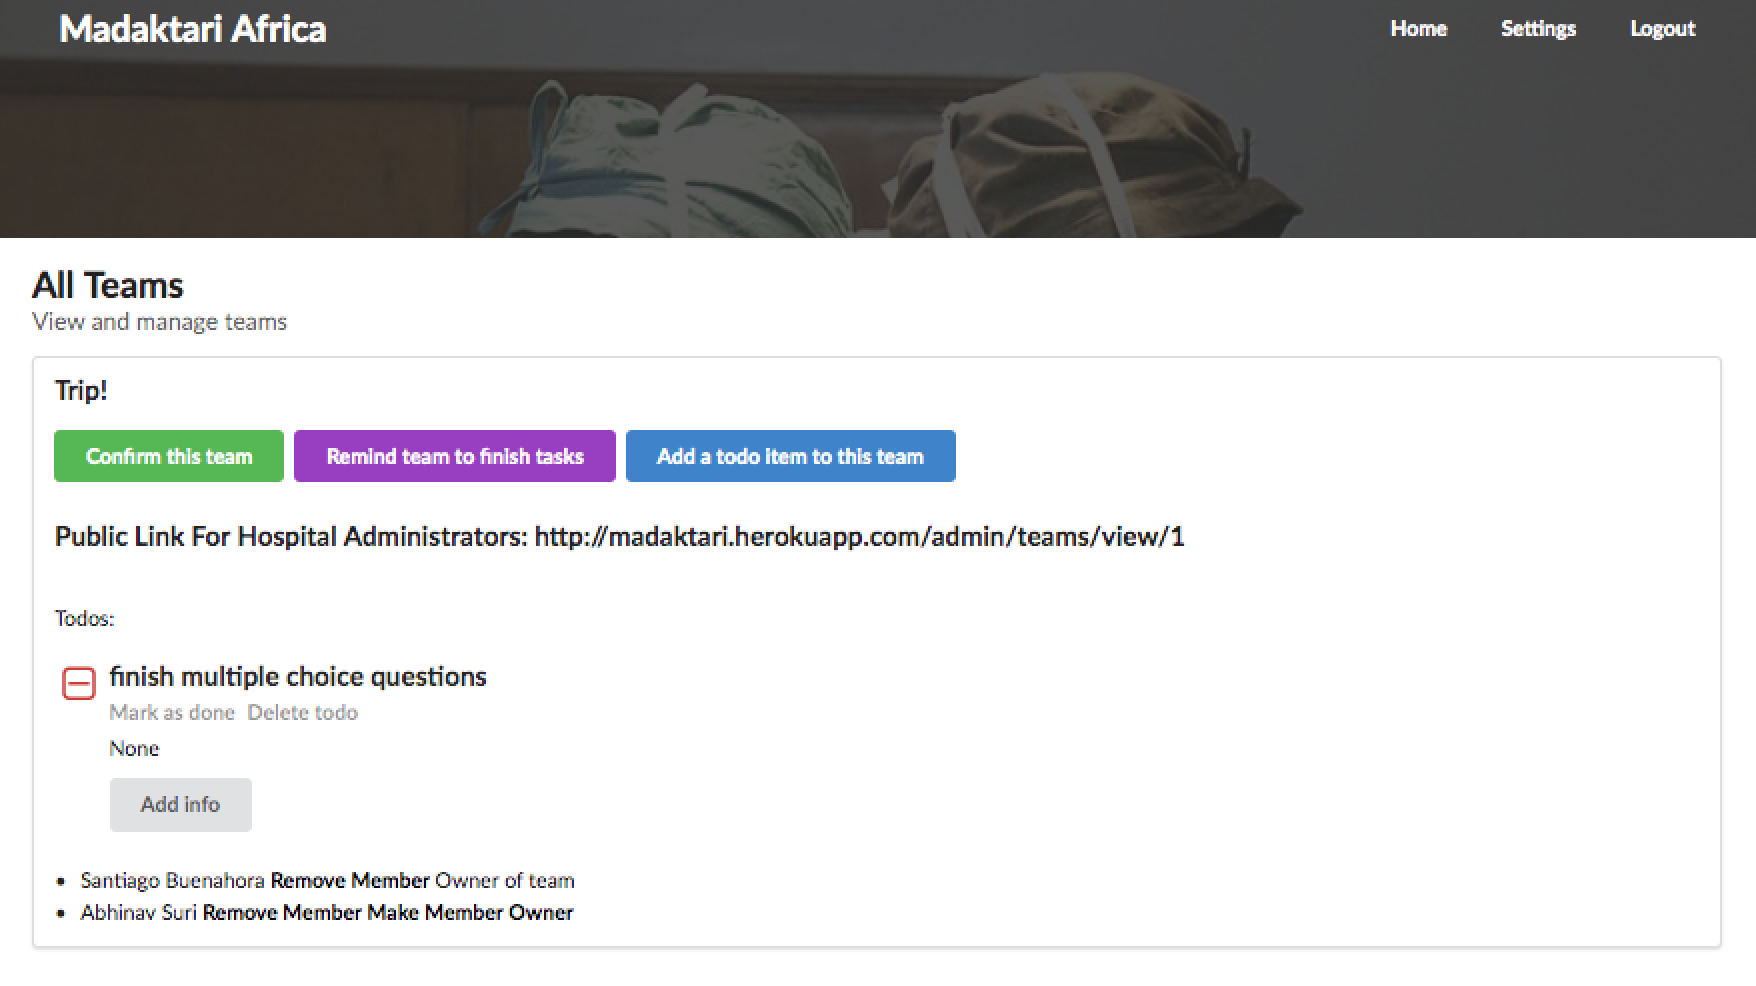 Madaktari Africa
Home Settings Logout
All Teams
View and manage teams
Trip!
Confirm this team Remind team to finish tasks Add a todo item to this team
Public Link For Hospital Administrators: http://madaktari.herokuapp.com/admin/teams/view/1
Todos:
finish multiple choice questions
Mark as done Delete todo
None
Add info
• Santiago Buenahora Remove Member Owner of team
• Abhinav Suri Remove Member Make Member Owner